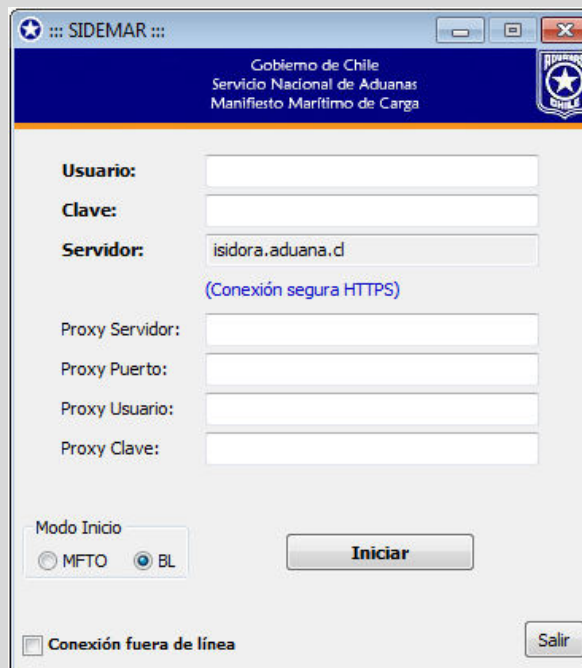 ::: SIDEMAR :::
Gobierno de Chile
Servicio Nacional de Aduanas
Manifiesto Marítimo de Carga
ADUANAS
CHILE
Usuario:
Clave:
Servidor: isidora.aduana.cl
(Conexión segura HTTPS)
Proxy Servidor:
Proxy Puerto:
Proxy Usuario:
Proxy Clave:
Modo Inicio
MFTO BL
Iniciar
Conexión fuera de línea
Salir